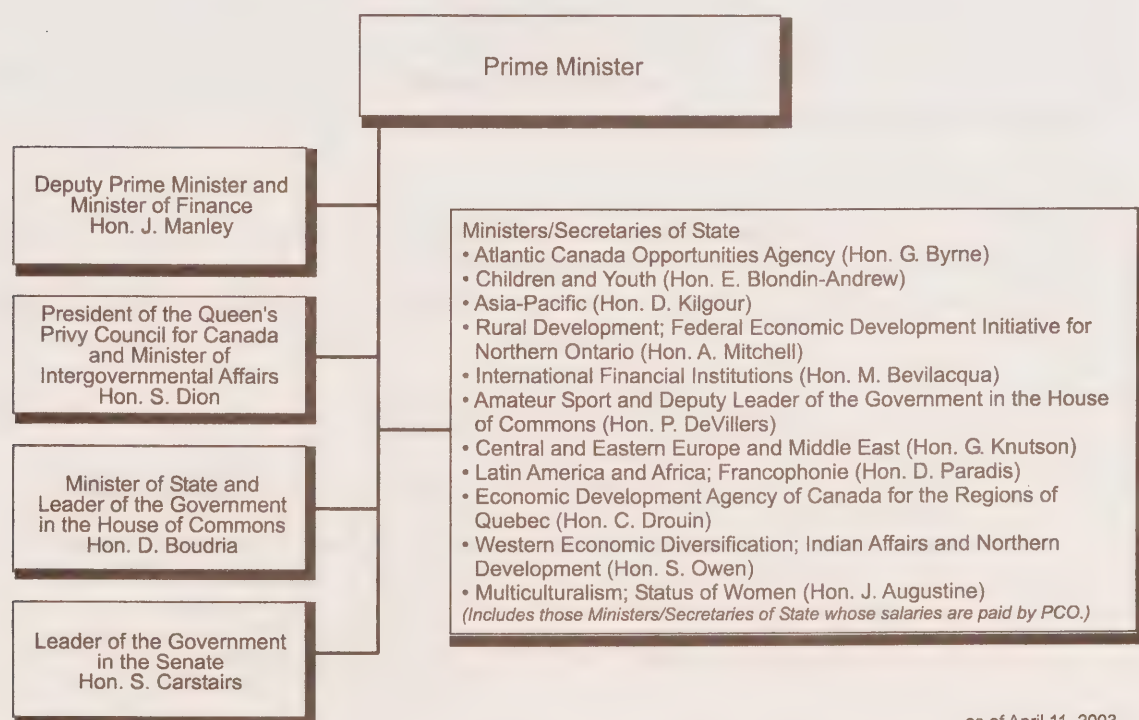 Prime Minister
Deputy Prime Minister and
Minister of Finance
Hon. J. Manley
President of the Queen's
Privy Council for Canada
and Minister of
Intergovernmental Affairs
Hon. S. Dion
Minister of State and
Leader of the Government
in the House of Commons
Hon. D. Boudria
Leader of the Government
in the Senate
Hon. S. Carstairs
Ministers/Secretaries of State
• Atlantic Canada Opportunities Agency (Hon. G. Byrne)
• Children and Youth (Hon. E. Blondin-Andrew)
• Asia-Pacific (Hon. D. Kilgour)
• Rural Development; Federal Economic Development Initiative for
Northern Ontario (Hon. A. Mitchell)
• International Financial Institutions (Hon. M. Bevilacqua)
• Amateur Sport and Deputy Leader of the Government in the House
of Commons (Hon. P. DeVillers)
• Central and Eastern Europe and Middle East (Hon. G. Knutson)
• Latin America and Africa; Francophonie (Hon. D. Paradis)
• Economic Development Agency of Canada for the Regions of
Quebec (Hon. C. Drouin)
• Western Economic Diversification; Indian Affairs and Northern
Development (Hon. S. Owen)
• Multiculturalism; Status of Women (Hon. J. Augustine)
(Includes those Ministers/Secretaries of State whose salaries are paid by PCO.)
as of April 11, 2003